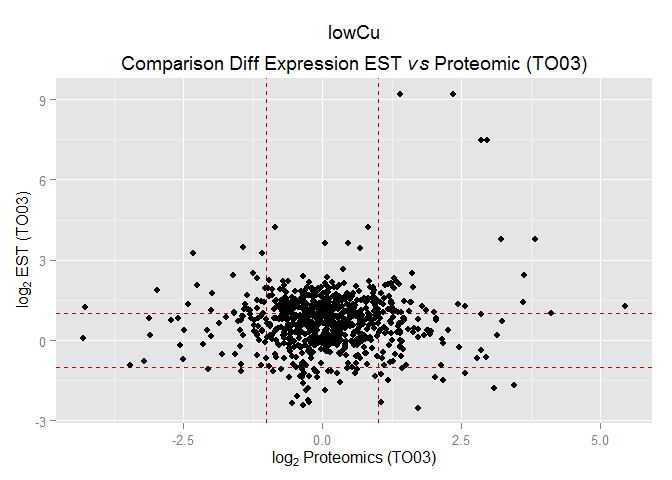 lowCu
Comparison Diff Expression EST vs Proteomic (TO03)
log2 EST (TO03)
9
6
3
0
-3
-2.5 0.0 2.5 5.0
log2 Proteomics (TO03)